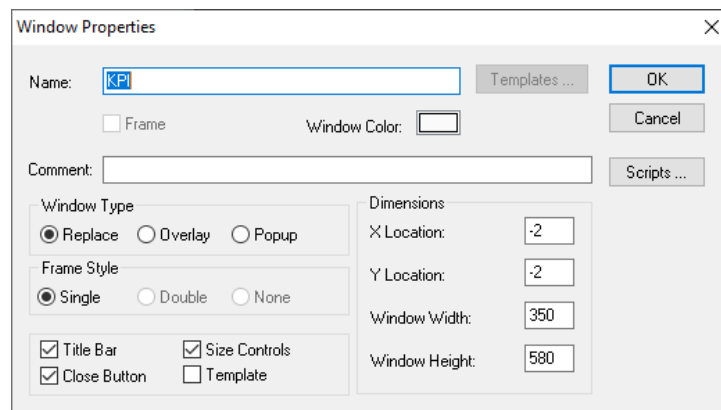 Window Properties
Name: KPI Templates ... OK
Frame Window Color: Cancel
Comment: Scripts ...
Window Type Dimensions
Replace Overlay Popup X Location: -2
Frame Style Y Location: -2
Single Double None Window Width: 350
Title Bar Size Controls Window Height: 580
Close Button Template